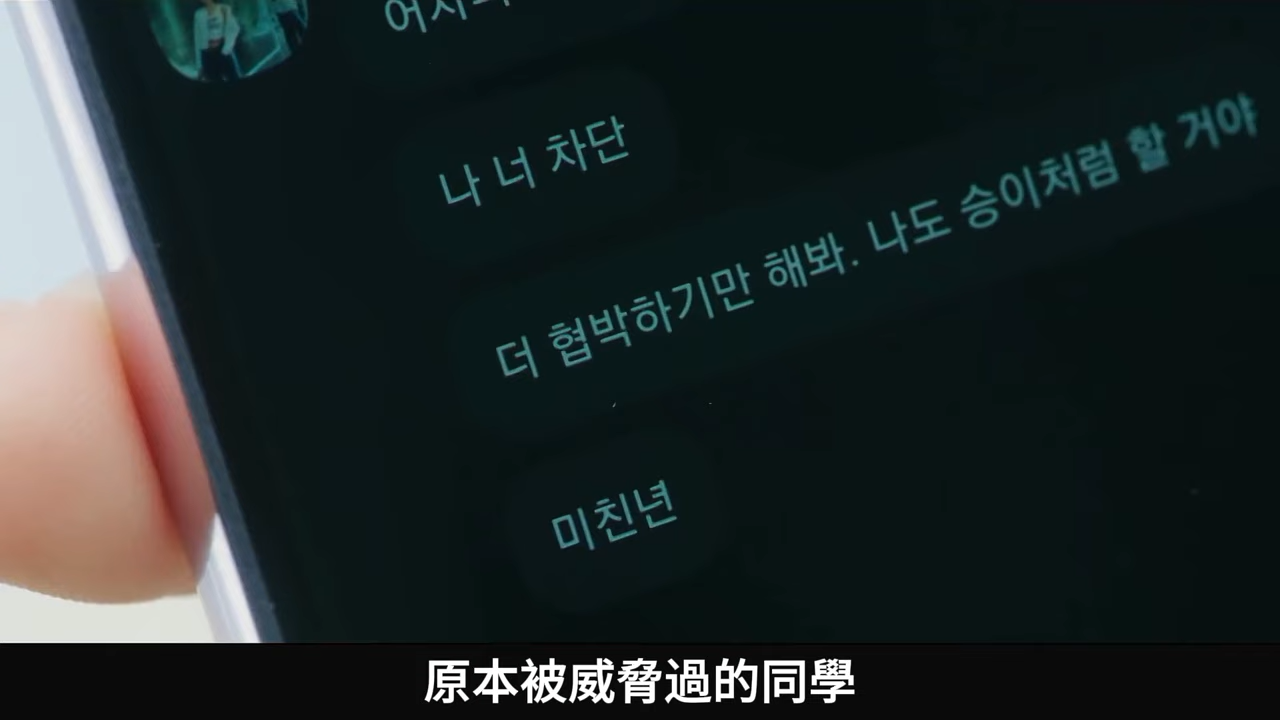 나 너 차단
더 협박하기만 해봐. 나도 승이처럼 할 거야
미친년
原本被威脅過的同學